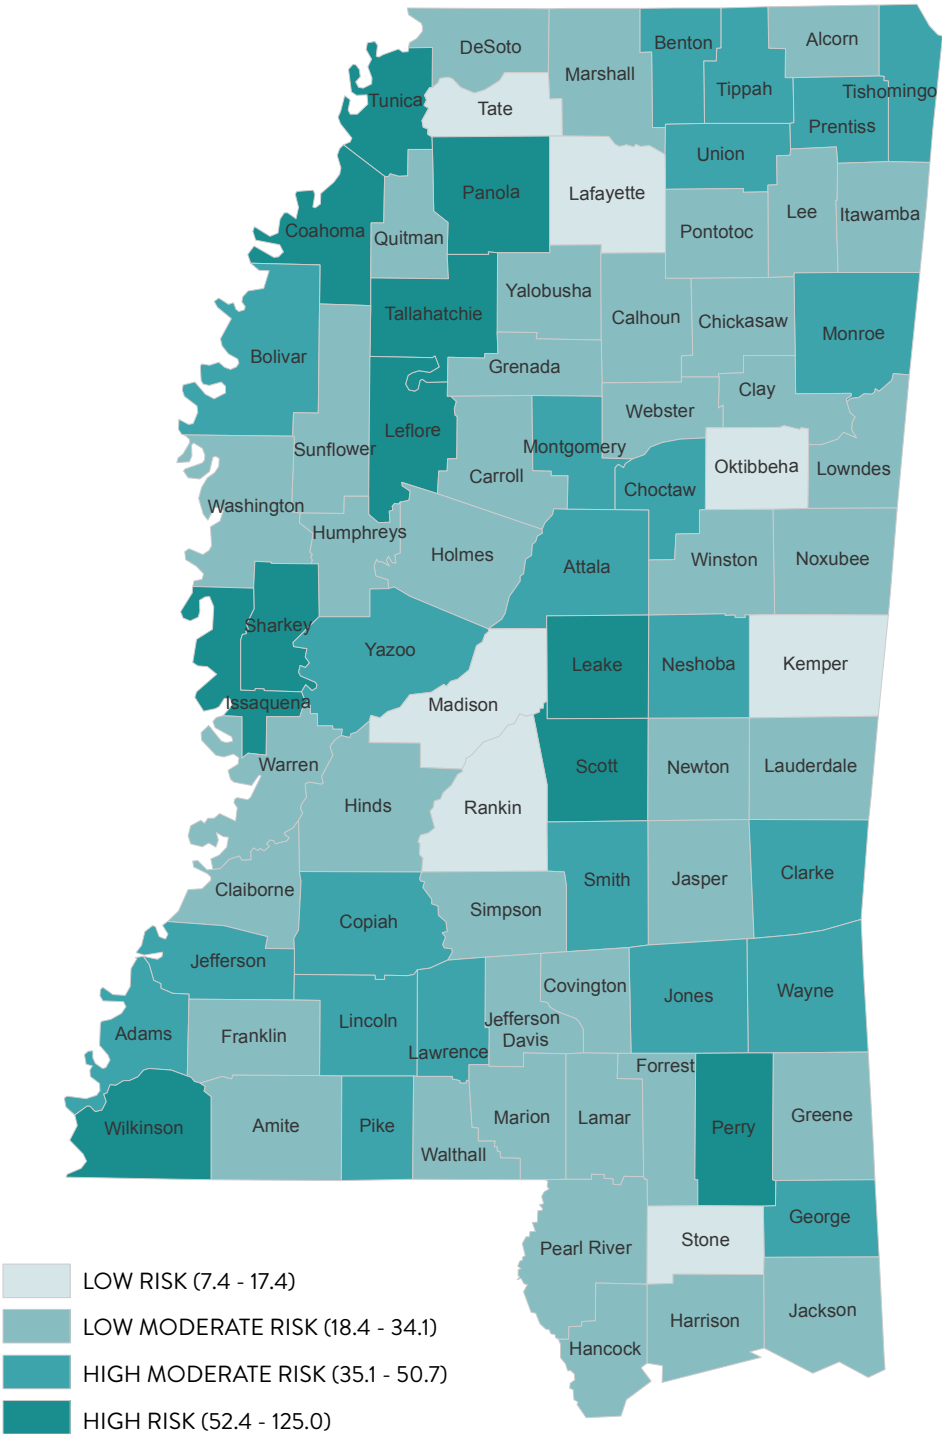 DeSoto
Marshall
Benton
Tippah
Alcorn
Tishomingo
Prentiss
Tunica
Tate
Union
Panola
Lafayette
Coahoma
Quitman
Pontotoc
Lee
Itawamba
Tallahatchie
Yalobusha
Calhoun
Chickasaw
Monroe
Bolivar
Grenada
Clay
Webster
Leflore
Sunflower
Montgomery
Carroll
Choctaw
Oktibbeha
Lowndes
Washington
Humphreys
Holmes
Attala
Winston
Noxubee
Sharkey
Yazoo
Leake
Neshoba
Kemper
Issaquena
Madison
Warren
Scott
Newton
Lauderdale
Hinds
Rankin
Claiborne
Smith
Jasper
Clarke
Copiah
Simpson
Jefferson
Covington
Jones
Wayne
Adams
Franklin
Lincoln
Lawrence
Jefferson
Davis
Forrest
Wilkinson
Amite
Pike
Walthall
Marion
Lamar
Perry
Greene
George
Pearl River
Stone
Hancock
Harrison
Jackson
LOW RISK (7.4 - 17.4)
LOW MODERATE RISK (18.4 - 34.1)
HIGH MODERATE RISK (35.1 - 50.7)
HIGH RISK (52.4 - 125.0)